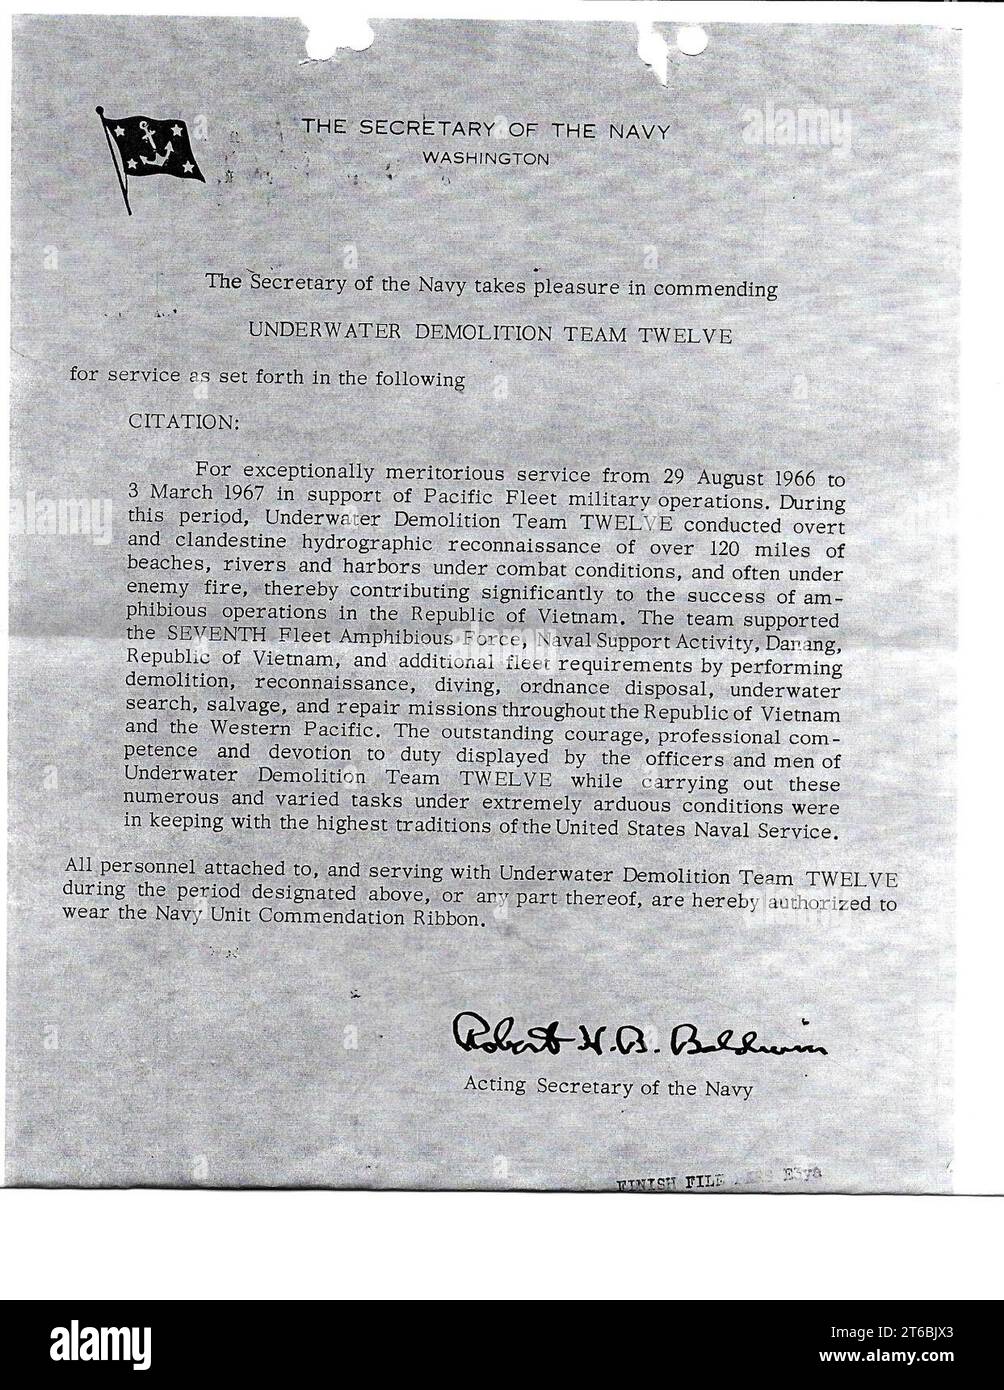 THE SECRETARY OF THE NAVY
WASHINGTON
The Secretary of the Navy takes pleasure in commending
UNDERWATER DEMOLITION TEAM TWELVE
for service as set forth in the following
CITATION:
For exceptionally meritorious service from 29 August 1966 to
3 March 1967 in support of Pacific Fleet military operations. During
this period, Underwater Demolition Team TWELVE conducted overt
and clandestine hydrographic reconnaissance of over 120 miles of
beaches, rivers and harbors under combat conditions, and often under
enemy fire, thereby contributing significantly to the success of am-
phibious operations in the Republic of Vietnam. The team supported
the SEVENTH Fleet Amphibious Force, Naval Support Activity, Danang,
Republic of Vietnam, and additional fleet requirements by performing
demolition, reconnaissance, diving, ordnance disposal, underwater
search, salvage, and repair missions throughout the Republic of Vietnam
and the Western Pacific. The outstanding courage, professional com-
petence and devotion to duty displayed by the officers and men of
Underwater Demolition Team TWELVE while carrying out these
numerous and varied tasks under extremely arduous conditions were
in keeping with the highest traditions of the United States Naval Service.
All personnel attached to, and serving with Underwater Demolition Team TWELVE
during the period designated above, or any part thereof, are hereby authorized to
wear the Navy Unit Commendation Ribbon.
Robert H. B. Baldwin
Acting Secretary of the Navy
FINISH FILE
alamy
Image ID: 2T6BJX3
www.alamy.com